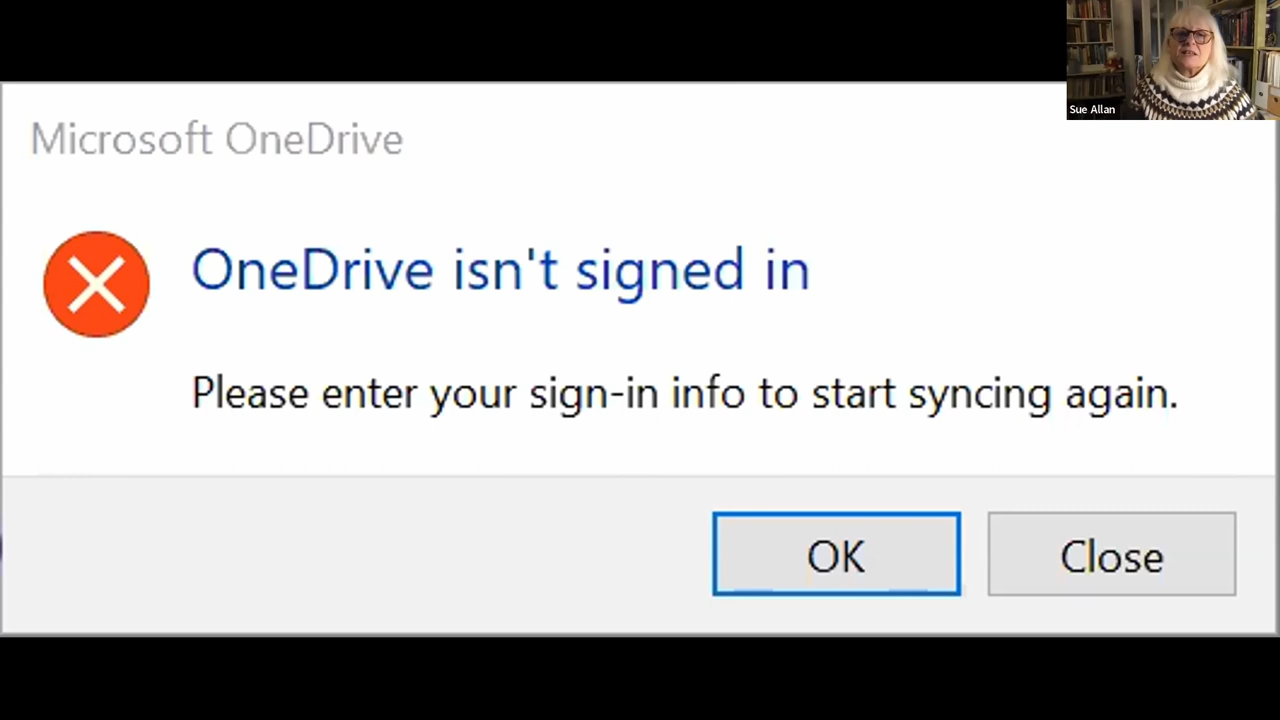 Sue Allan
Microsoft OneDrive
OneDrive isn't signed in
Please enter your sign-in info to start syncing again.
OK
Close